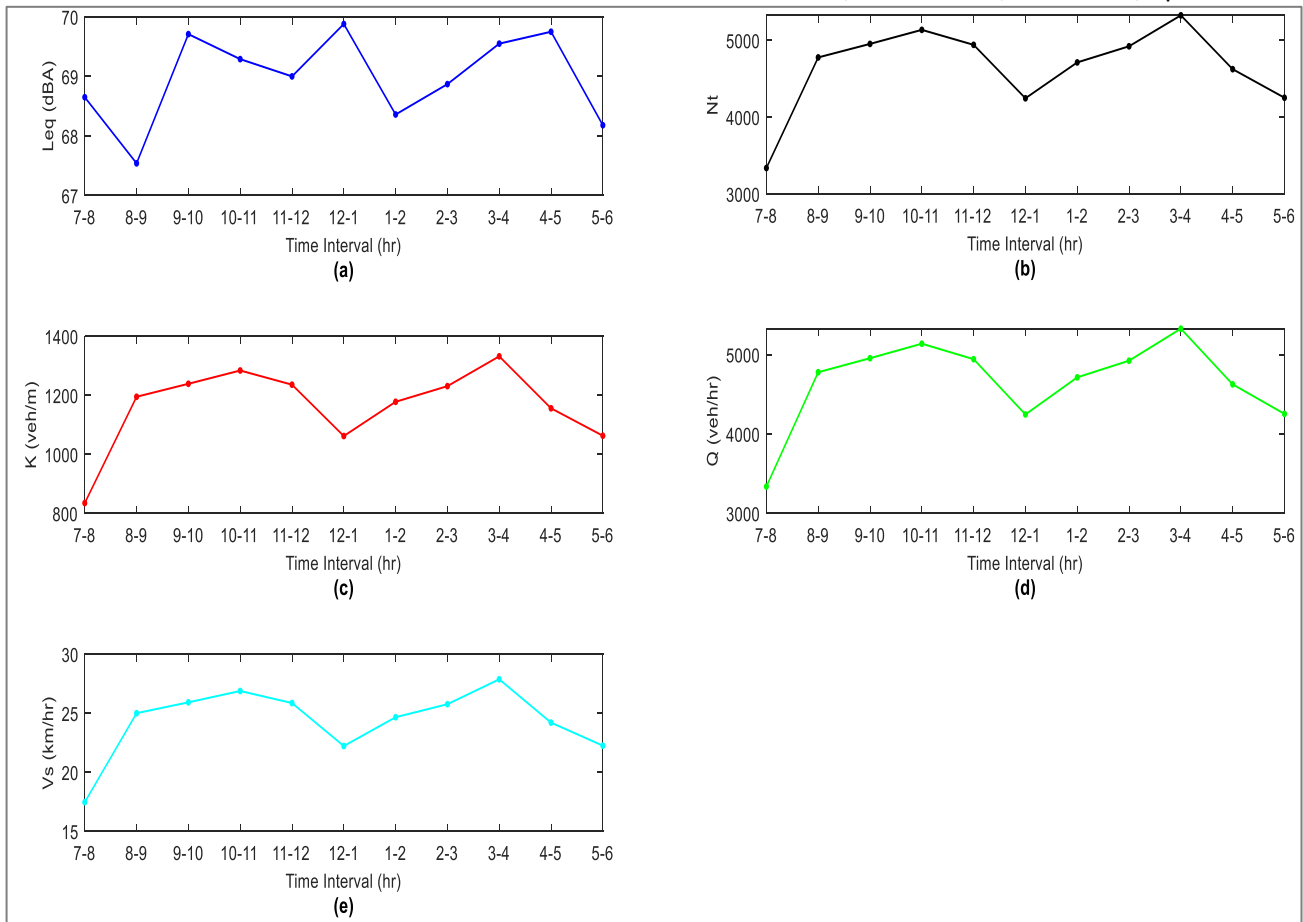 70
69
68
67
Leq (dBA)
7-8 8-9 9-10 10-11 11-12 12-1 1-2 2-3 3-4 4-5 5-6
Time Interval (hr)
(a)
5000
4000
3000
Nt
7-8 8-9 9-10 10-11 11-12 12-1 1-2 2-3 3-4 4-5 5-6
Time Interval (hr)
(b)
1400
1200
1000
800
K (veh/m)
7-8 8-9 9-10 10-11 11-12 12-1 1-2 2-3 3-4 4-5 5-6
Time Interval (hr)
(c)
5000
4000
3000
Q (veh/hr)
7-8 8-9 9-10 10-11 11-12 12-1 1-2 2-3 3-4 4-5 5-6
Time Interval (hr)
(d)
30
25
20
15
Vs (km/hr)
7-8 8-9 9-10 10-11 11-12 12-1 1-2 2-3 3-4 4-5 5-6
Time Interval (hr)
(e)